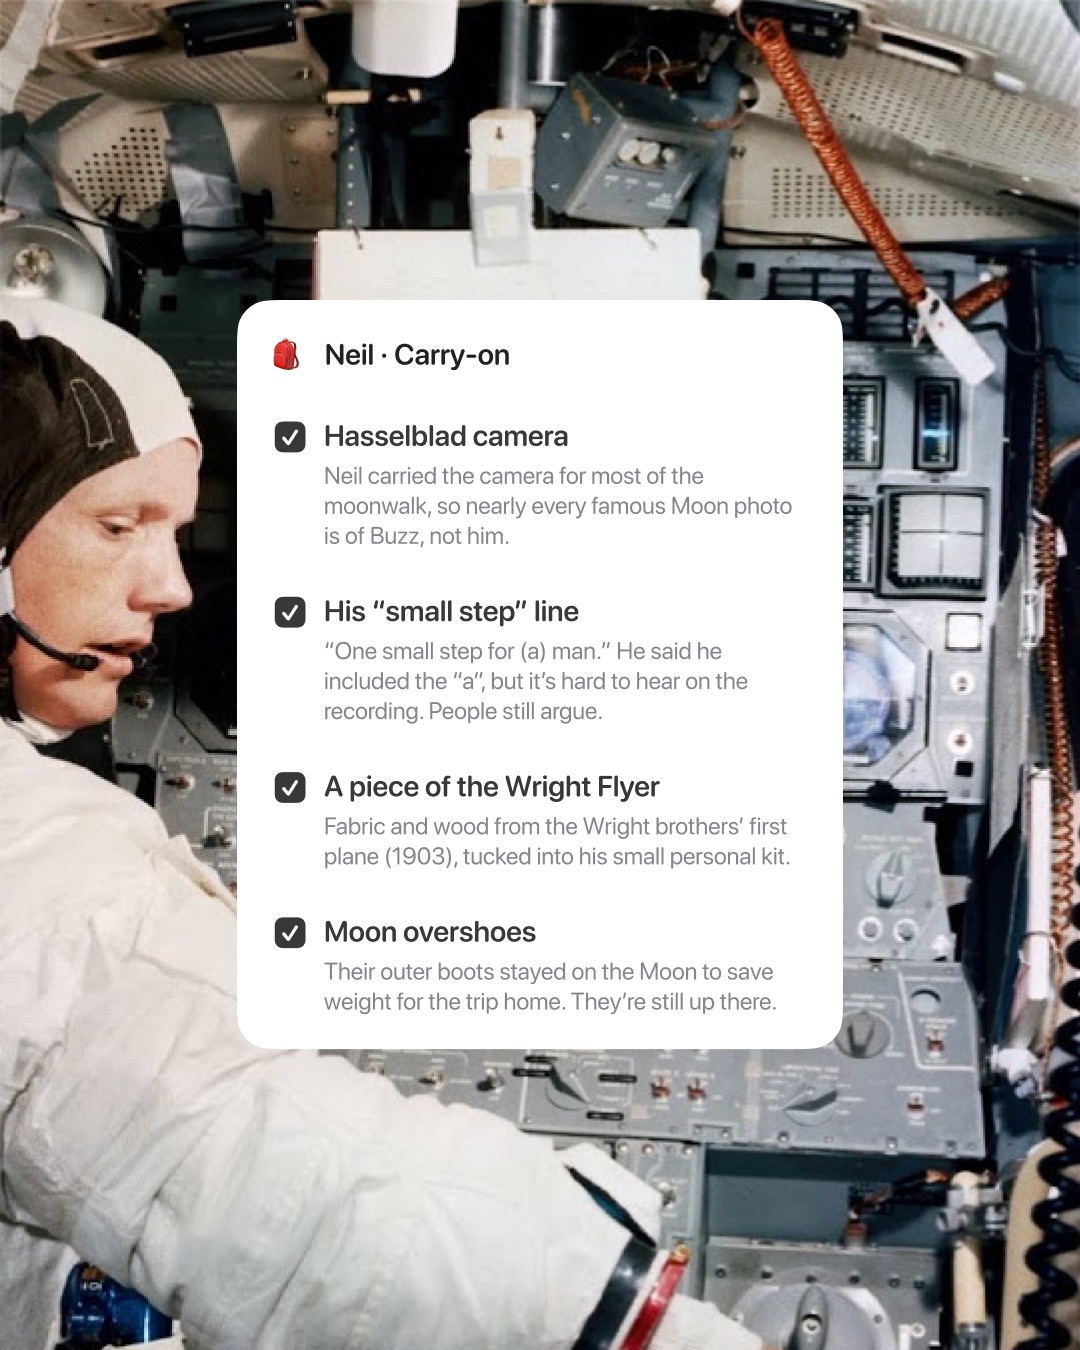 Neil · Carry-on
Hasselblad camera
Neil carried the camera for most of the
moonwalk, so nearly every famous Moon photo
is of Buzz, not him.
His “small step” line
“One small step for (a) man.” He said he
included the “a”, but it’s hard to hear on the
recording. People still argue.
A piece of the Wright Flyer
Fabric and wood from the Wright brothers’ first
plane (1903), tucked into his small personal kit.
Moon overshoes
Their outer boots stayed on the Moon to save
weight for the trip home. They’re still up there.